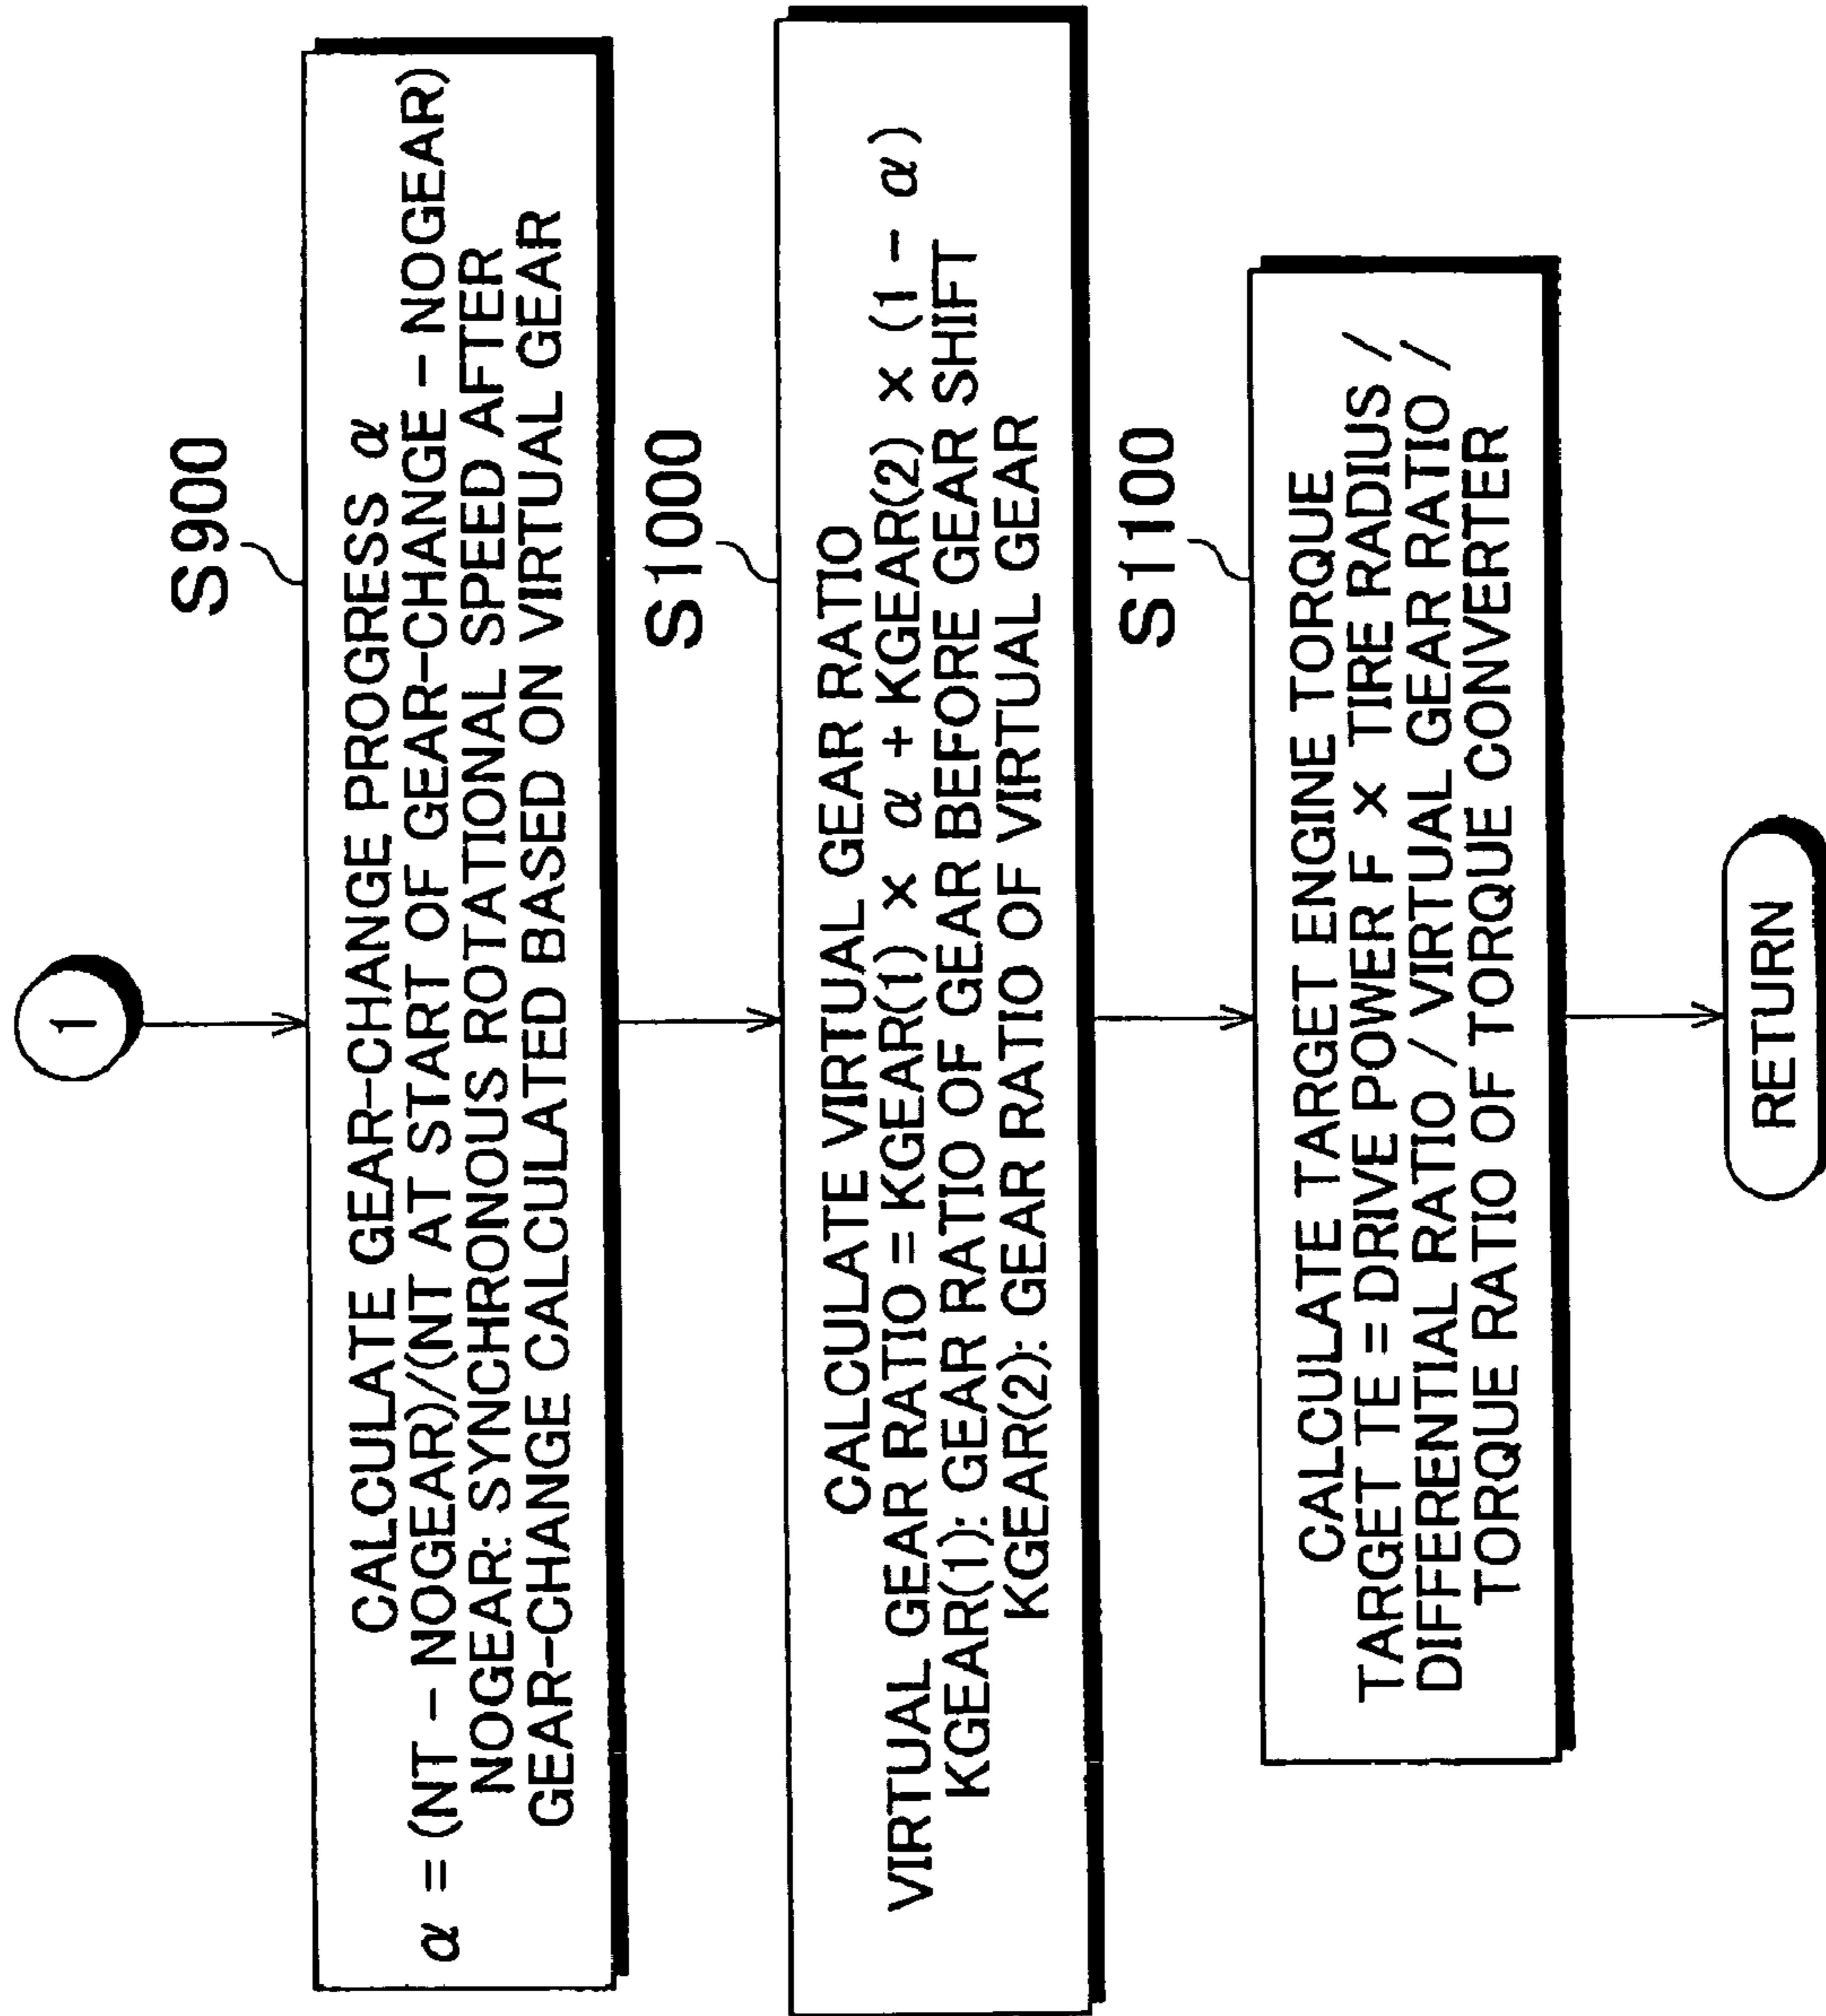 1
S900
CALCULATE GEAR-CHANGE PROGRESS α
α = (NT - NOGEAR)/(NT AT START OF GEAR-CHANGE - NOGEAR)
NOGEAR: SYNCHRONOUS ROTATIONAL SPEED AFTER
GEAR-CHANGE CALCULATED BASED ON VIRTUAL GEAR
S1000
CALCULATE VIRTUAL GEAR RATIO
VIRTUAL GEAR RATIO = KGEAR(1) × α + KGEAR(2) × (1 - α)
KGEAR(1): GEAR RATIO OF GEAR BEFORE GEAR SHIFT
KGEAR(2): GEAR RATIO OF VIRTUAL GEAR
S1100
CALCULATE TARGET ENGINE TORQUE
TARGET TE = DRIVE POWER F × TIRE RADIUS /
DIFFERENTIAL RATIO / VIRTUAL GEAR RATIO /
TORQUE RATIO OF TORQUE CONVERTER
RETURN